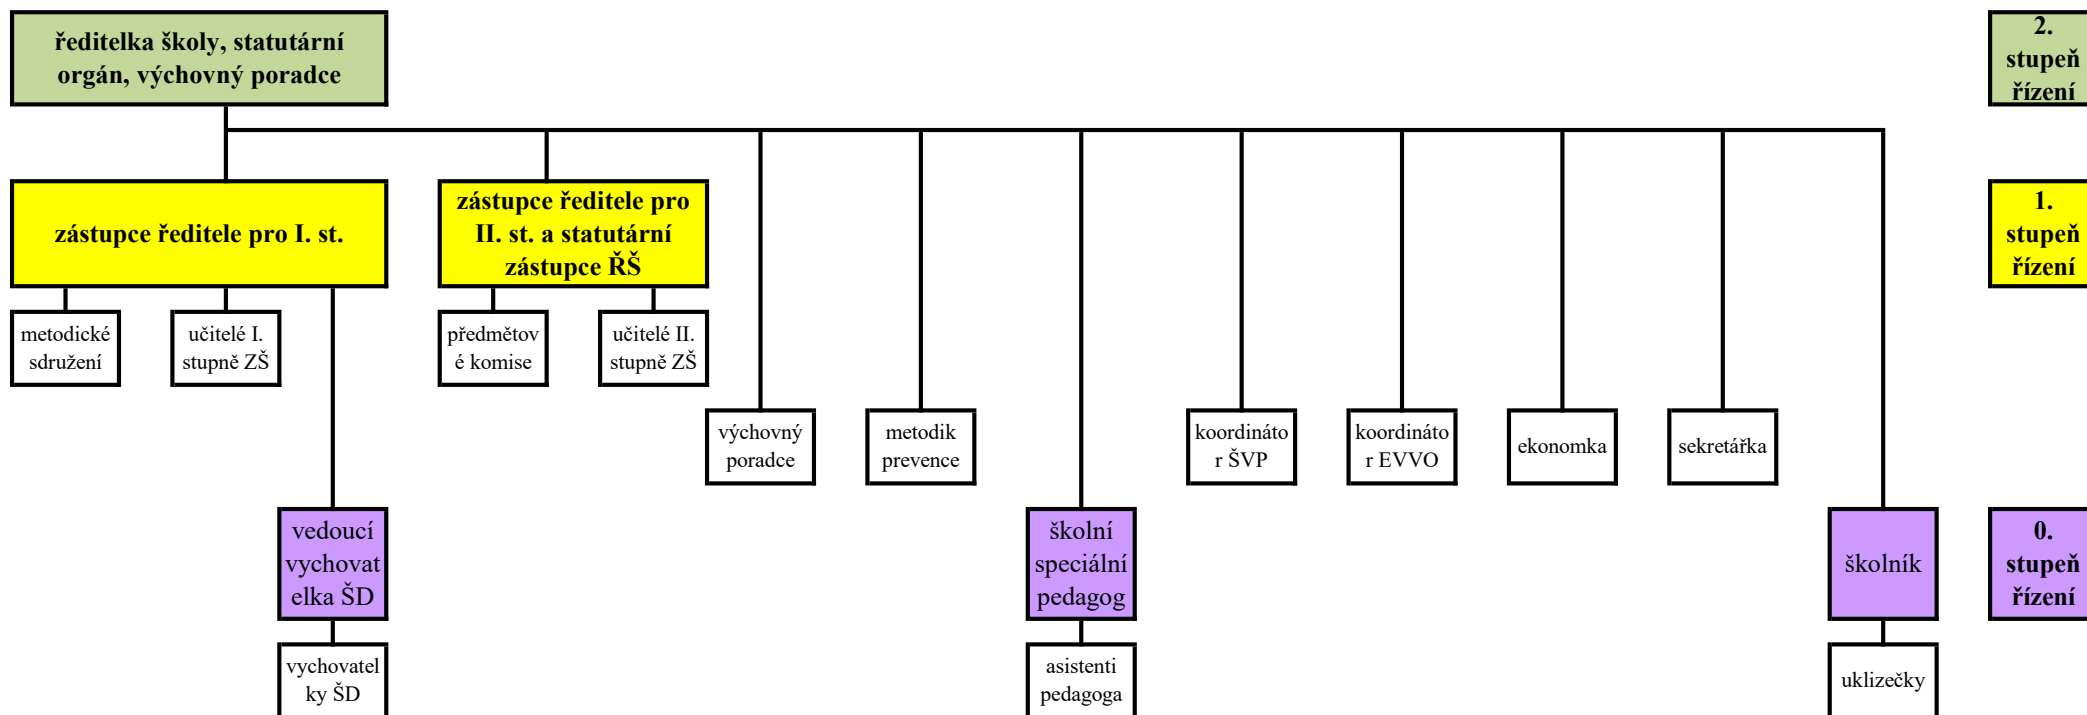 ředitelka školy, statutární
orgán, výchovný poradce
2.
stupeň
řízení
zástupce ředitele pro I. st.
zástupce ředitele pro
II. st. a statutární
zástupce ŘŠ
1.
stupeň
řízení
metodické
sdružení
učitelé I.
stupně ZŠ
předmětov
é komise
učitelé II.
stupně ZŠ
výchovný
poradce
metodik
prevence
koordináto
r ŠVP
koordináto
r EVVO
ekonomka
sekretářka
vedoucí
vychovat
elka ŠD
školní
speciální
pedagog
školník
0.
stupeň
řízení
vychovatel
ky ŠD
asistenti
pedagoga
uklizečky